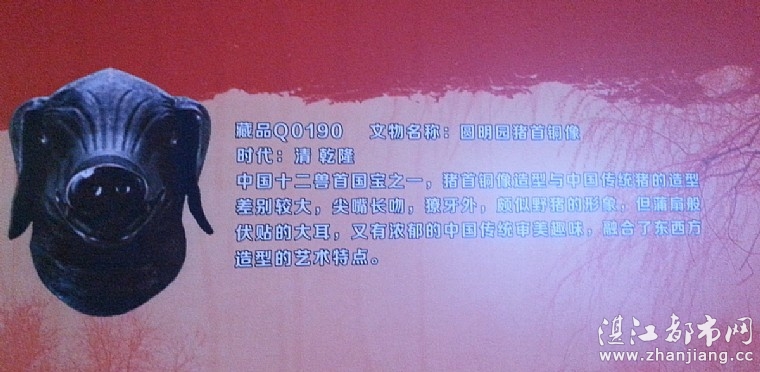 藏品Q0190 文物名称：圆明园猪首铜像
时代：清 乾隆
中国十二兽首国宝之一，猪首铜像造型与中国传统猪的造型
差别较大，尖嘴长吻，獠牙外，颇似野猪的形象，但蒲扇般
伏贴的大耳，又有浓郁的中国传统审美趣味，融合了东西方
造型的艺术特点。
湛江都市网
www.zhanjiang.cc